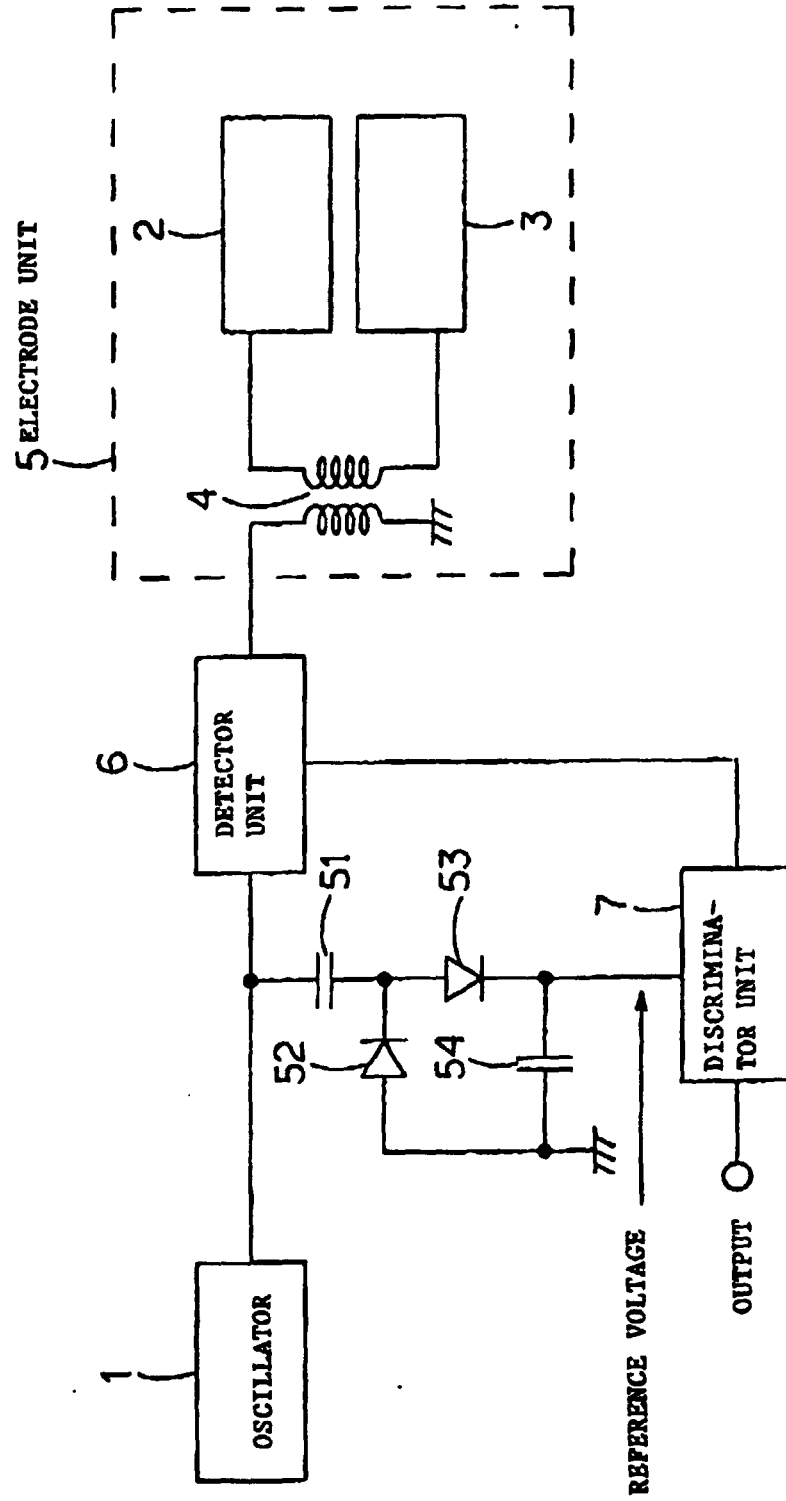 5 ELECTRODE UNIT
2
3
4
6
DETECTOR
UNIT
51
53
52
54
7
DISCRIMINA-
TOR UNIT
1
OSCILLATOR
REFERENCE VOLTAGE
OUTPUT